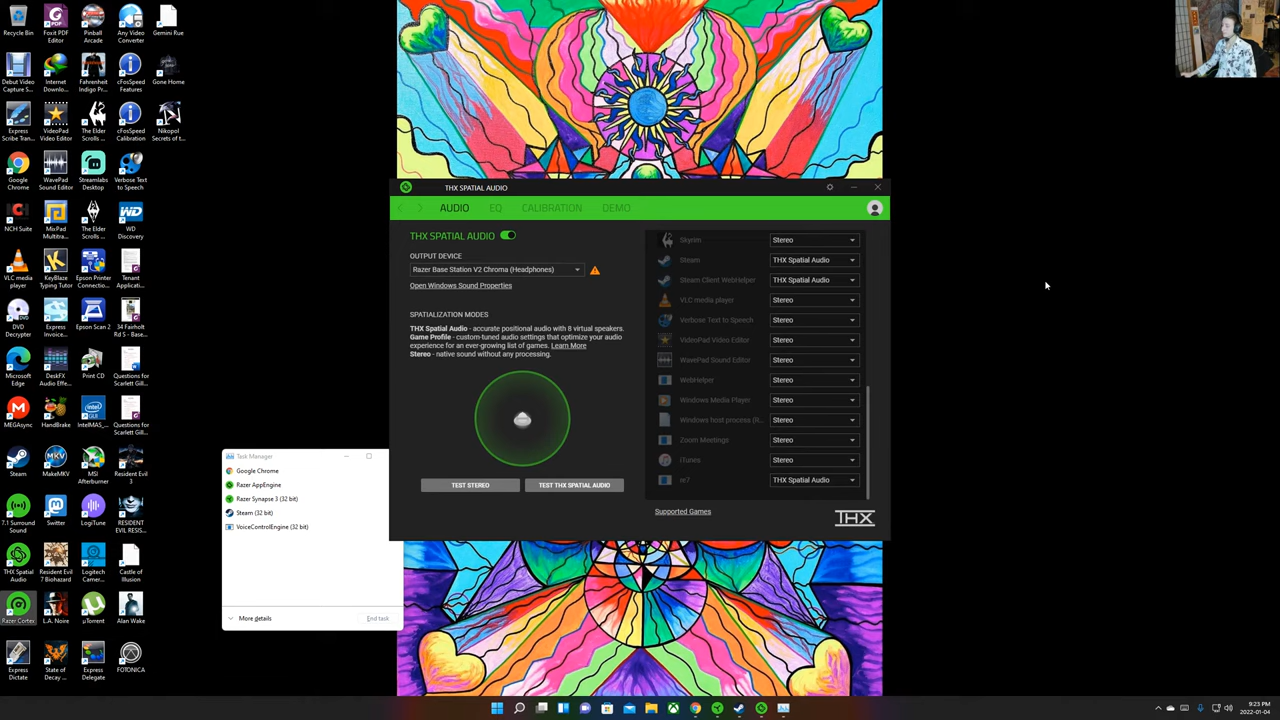 Recycle Bin
Foxit PDF Editor
Pinball Arcade
Any Video Converter
Gemini Rue
Debut Video Capture S...
Internet Downlo...
Fahrenheit Indigo Pr...
cFosSpeed Features
Gone Home
Express Scribe Tran...
VideoPad Video Editor
The Elder Scrolls ...
cFosSpeed Calibration
Nikopol Secrets of t...
Google Chrome
WavePad Sound Editor
Streamlabs Desktop
Verbose Text to Speech
NCH Suite
MixPad Multitra...
The Elder Scrolls ...
WD Discovery
VLC media player
KeyBlaze Typing Tutor
Epson Printer Connectio...
Tenant Applicati...
DVD Decrypter
Express Invoice...
Epson Scan 2
34 Fairholt Rd S - Base...
Microsoft Edge
DeskFX Audio Effe...
Print CD
Questions for Scarlett Gill...
MEGAsync
HandBrake
IntelMAS_...
Questions for Scarlett Gill...
Steam
MakeMKV
MSI Afterburner
Resident Evil 3
7.1 Surround Sound
Twitter
LogiTune
RESIDENT EVIL RESIS...
THX Spatial Audio
Resident Evil 7 Biohazard
Logitech Camer...
Castle of Illusion
Razer Cortex
L.A. Noire
µTorrent
Alan Wake
Express Dictate
State of Decay ...
Express Delegate
FOTONICA
THX SPATIAL AUDIO
AUDIO
EQ
CALIBRATION
DEMO
THX SPATIAL AUDIO
OUTPUT DEVICE
Razer Base Station V2 Chroma (Headphones)
Open Windows Sound Properties
SPATIALIZATION MODES
THX Spatial Audio - accurate positional audio with 8 virtual speakers.
Game Profile - custom-tuned audio settings that optimize your audio
experience for an ever-growing list of games. Learn More
Stereo - native sound without any processing.
TEST STEREO
TEST THX SPATIAL AUDIO
Skyrim Stereo
Steam THX Spatial Audio
Steam Client WebHelper THX Spatial Audio
VLC media player Stereo
Verbose Text to Speech Stereo
VideoPad Video Editor Stereo
WavePad Sound Editor Stereo
WebHelper Stereo
Windows Media Player Stereo
Windows host process (R... Stereo
Zoom Meetings Stereo
iTunes Stereo
re7 THX Spatial Audio
Supported Games
THX
Task Manager
Google Chrome
Razer AppEngine
Razer Synapse 3 (32 bit)
Steam (32 bit)
VoiceControlEngine (32 bit)
More details
End task
9:23 PM
2022-01-04